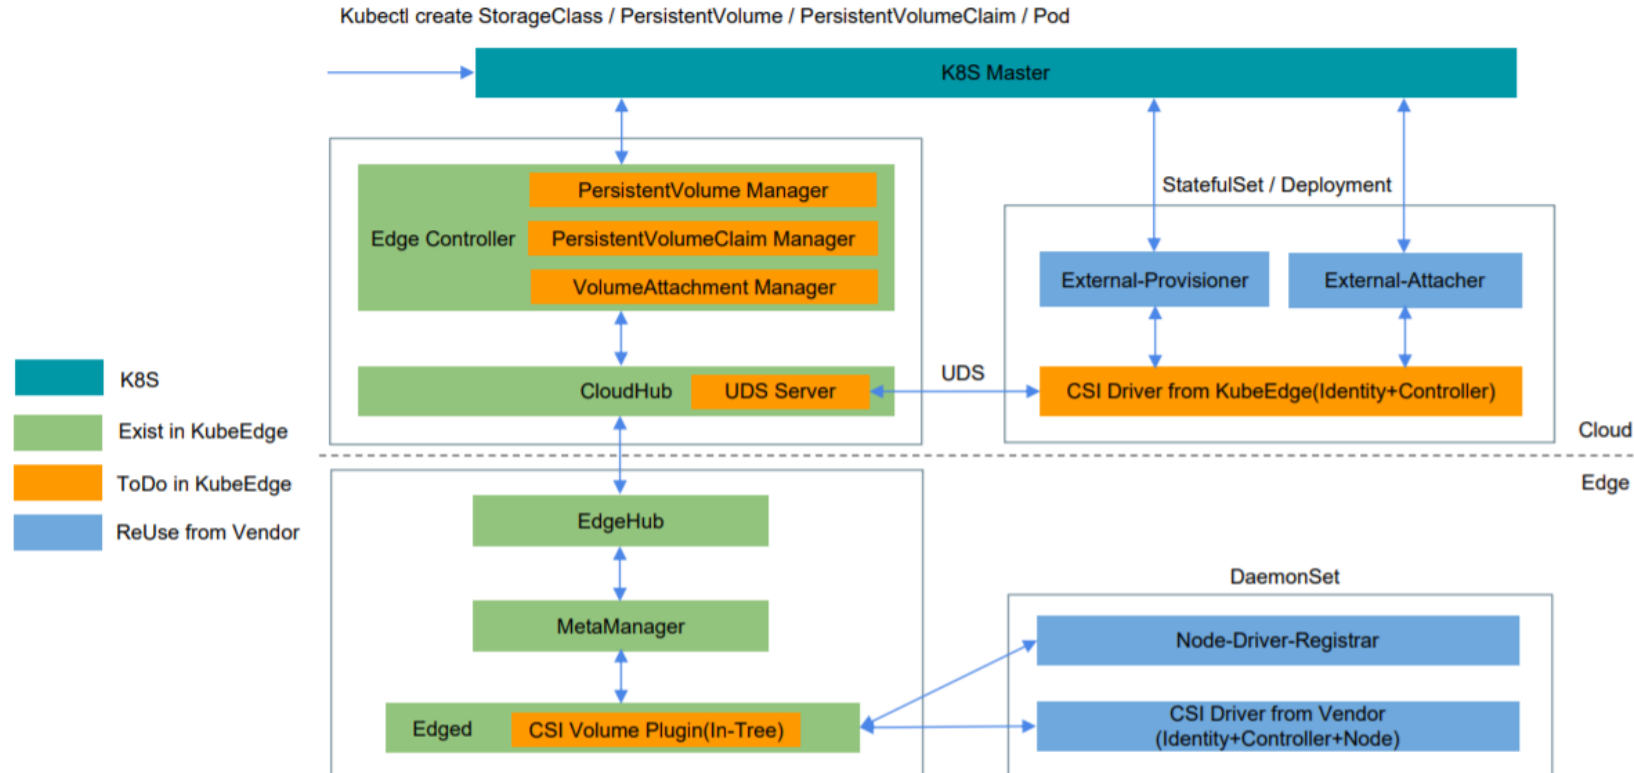 Kubectl create StorageClass / PersistentVolume / PersistentVolumeClaim / Pod
K8S Master
PersistentVolume Manager
Edge Controller
PersistentVolumeClaim Manager
VolumeAttachment Manager
StatefulSet / Deployment
External-Provisioner
External-Attacher
CloudHub
UDS Server
UDS
CSI Driver from KubeEdge(Identity+Controller)
K8S
Exist in KubeEdge
ToDo in KubeEdge
ReUse from Vendor
Cloud
Edge
EdgeHub
MetaManager
Edged
CSI Volume Plugin(In-Tree)
DaemonSet
Node-Driver-Registrar
CSI Driver from Vendor
(Identity+Controller+Node)